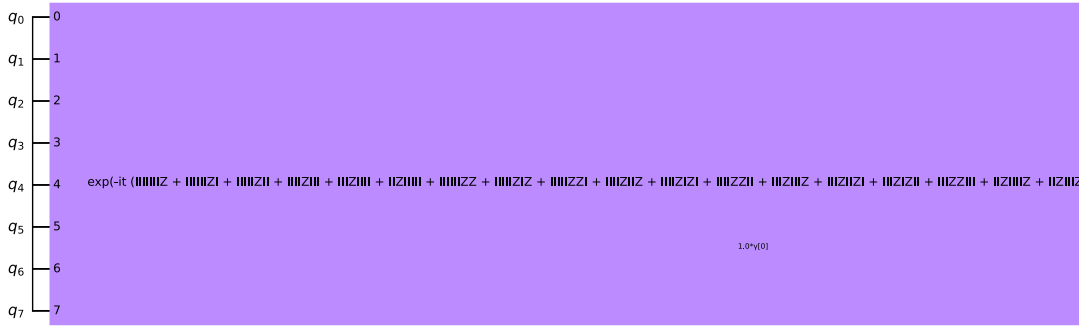 q0 0
q1 1
q2 2
q3 3
q4 4 exp(-it (IIIIIIIZ + IIIIIIZI + IIIIIZII + IIIIZIII + IIIZIIII + IIZIIIII + IIIIIIZZ + IIIIIZIZ + IIIIIZZI + IIIIZIIZ + IIIIZIZI + IIIIZZII + IIIZIIIZ + IIIZIIZI + IIIZIZII + IIIZZIII + IIZIIIIZ + IIZIIIZ
q5 5
1.0*γ[0]
q6 6
q7 7